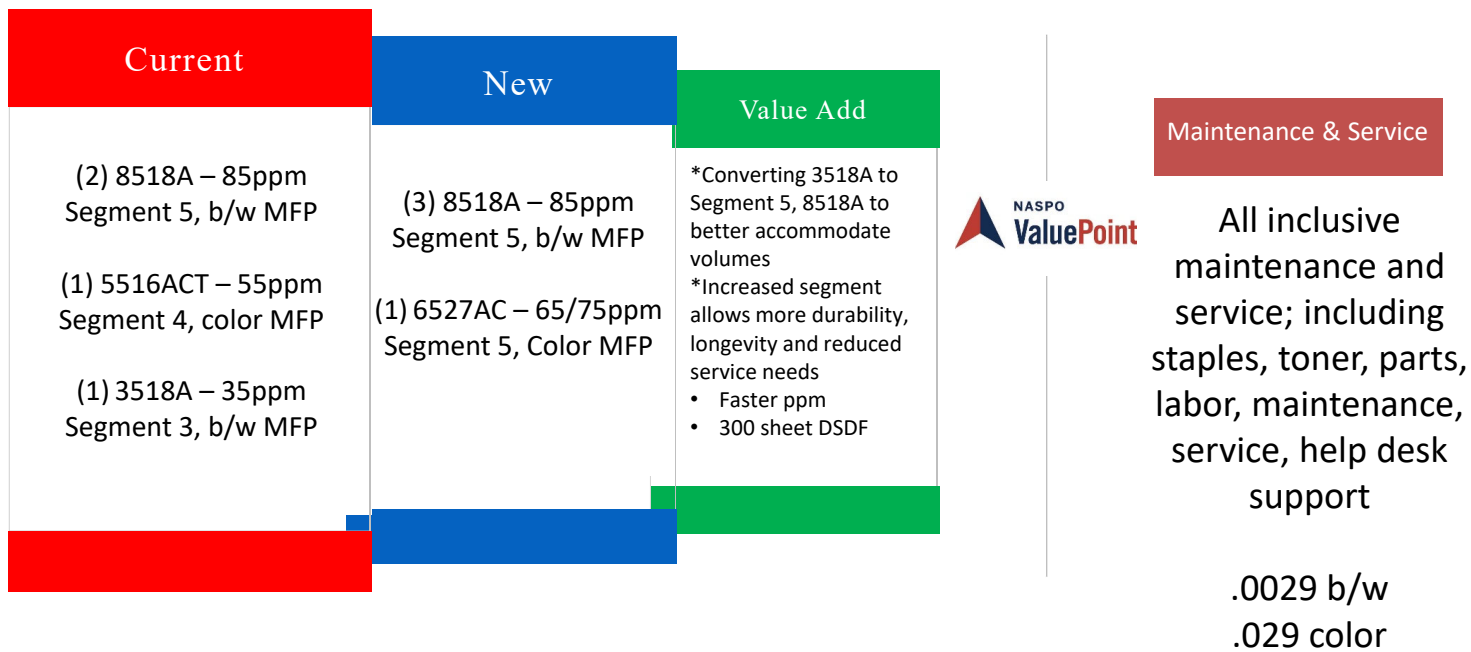 Current
(2) 8518A – 85ppm
Segment 5, b/w MFP
(1) 5516ACT – 55ppm
Segment 4, color MFP
(1) 3518A – 35ppm
Segment 3, b/w MFP
New
(3) 8518A – 85ppm
Segment 5, b/w MFP
(1) 6527AC – 65/75ppm
Segment 5, Color MFP
Value Add
*Converting 3518A to
Segment 5, 8518A to
better accommodate
volumes
*Increased segment
allows more durability,
longevity and reduced
service needs
• Faster ppm
• 300 sheet DSDF
NASPO
ValuePoint
Maintenance & Service
All inclusive
maintenance and
service; including
staples, toner, parts,
labor, maintenance,
service, help desk
support
.0029 b/w
.029 color